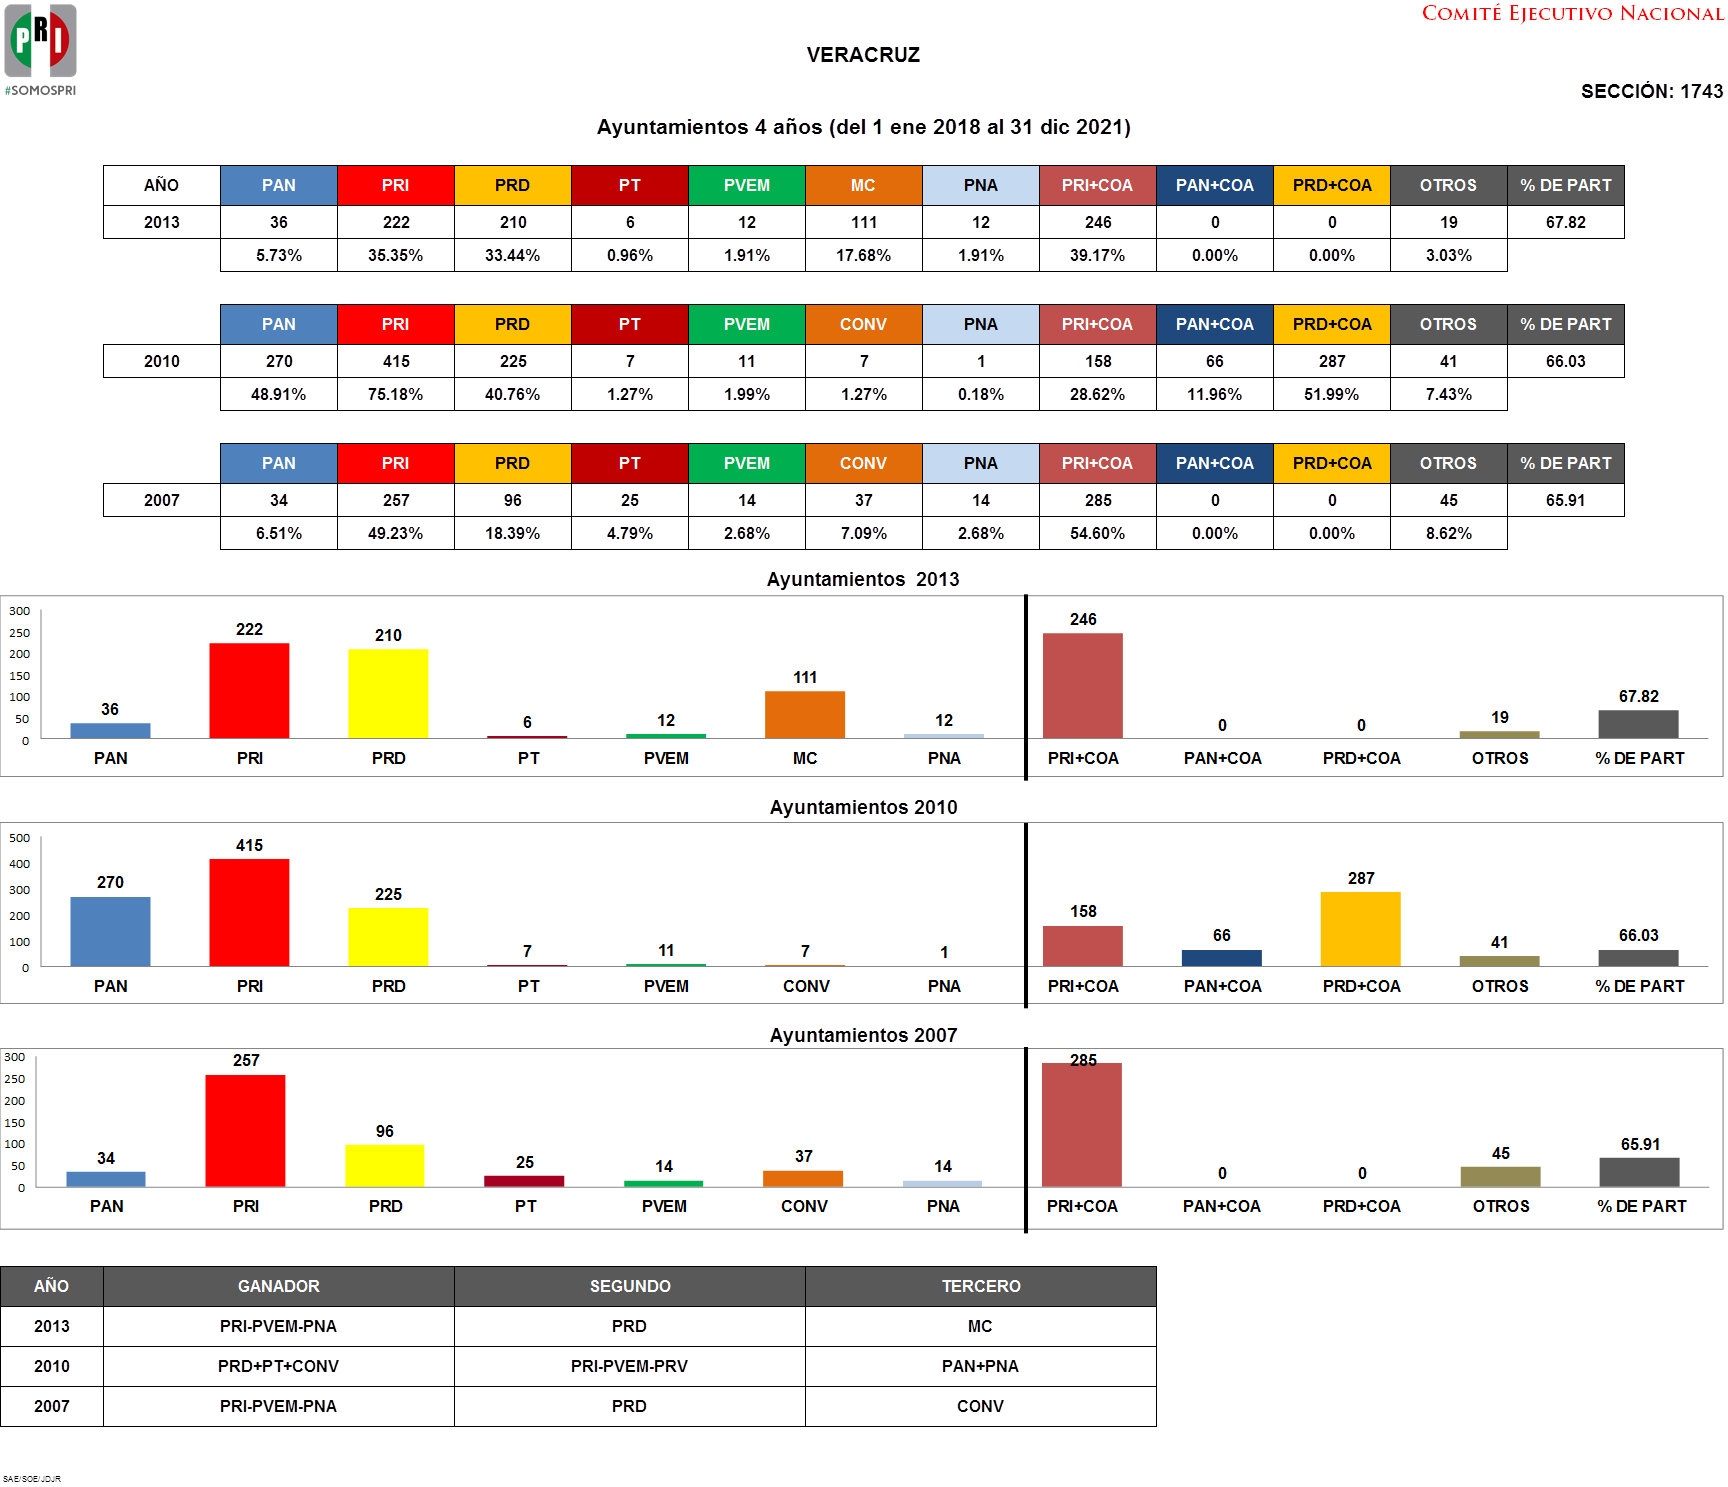 PRI
#SOMOSPRI
COMITÉ EJECUTIVO NACIONAL
VERACRUZ
SECCIÓN: 1743
Ayuntamientos 4 años (del 1 ene 2018 al 31 dic 2021)
AÑO PAN PRI PRD PT PVEM MC PNA PRI+COA PAN+COA PRD+COA OTROS % DE PART
2013 36 222 210 6 12 111 12 246 0 0 19 67.82
5.73% 35.35% 33.44% 0.96% 1.91% 17.68% 1.91% 39.17% 0.00% 0.00% 3.03%
PAN PRI PRD PT PVEM CONV PNA PRI+COA PAN+COA PRD+COA OTROS % DE PART
2010 270 415 225 7 11 7 1 158 66 287 41 66.03
48.91% 75.18% 40.76% 1.27% 1.99% 1.27% 0.18% 28.62% 11.96% 51.99% 7.43%
PAN PRI PRD PT PVEM CONV PNA PRI+COA PAN+COA PRD+COA OTROS % DE PART
2007 34 257 96 25 14 37 14 285 0 0 45 65.91
6.51% 49.23% 18.39% 4.79% 2.68% 7.09% 2.68% 54.60% 0.00% 0.00% 8.62%
Ayuntamientos 2013
300
250
200
150
100
50
0
36 222 210 6 12 111 12 246 0 0 19 67.82
PAN PRI PRD PT PVEM MC PNA PRI+COA PAN+COA PRD+COA OTROS % DE PART
Ayuntamientos 2010
500
400
300
200
100
0
270 415 225 7 11 7 1 158 66 287 41 66.03
PAN PRI PRD PT PVEM CONV PNA PRI+COA PAN+COA PRD+COA OTROS % DE PART
Ayuntamientos 2007
300
250
200
150
100
50
0
34 257 96 25 14 37 14 285 0 0 45 65.91
PAN PRI PRD PT PVEM CONV PNA PRI+COA PAN+COA PRD+COA OTROS % DE PART
AÑO GANADOR SEGUNDO TERCERO
2013 PRI-PVEM-PNA PRD MC
2010 PRD+PT+CONV PRI-PVEM-PRV PAN+PNA
2007 PRI-PVEM-PNA PRD CONV
SAE/SOE/JDJR